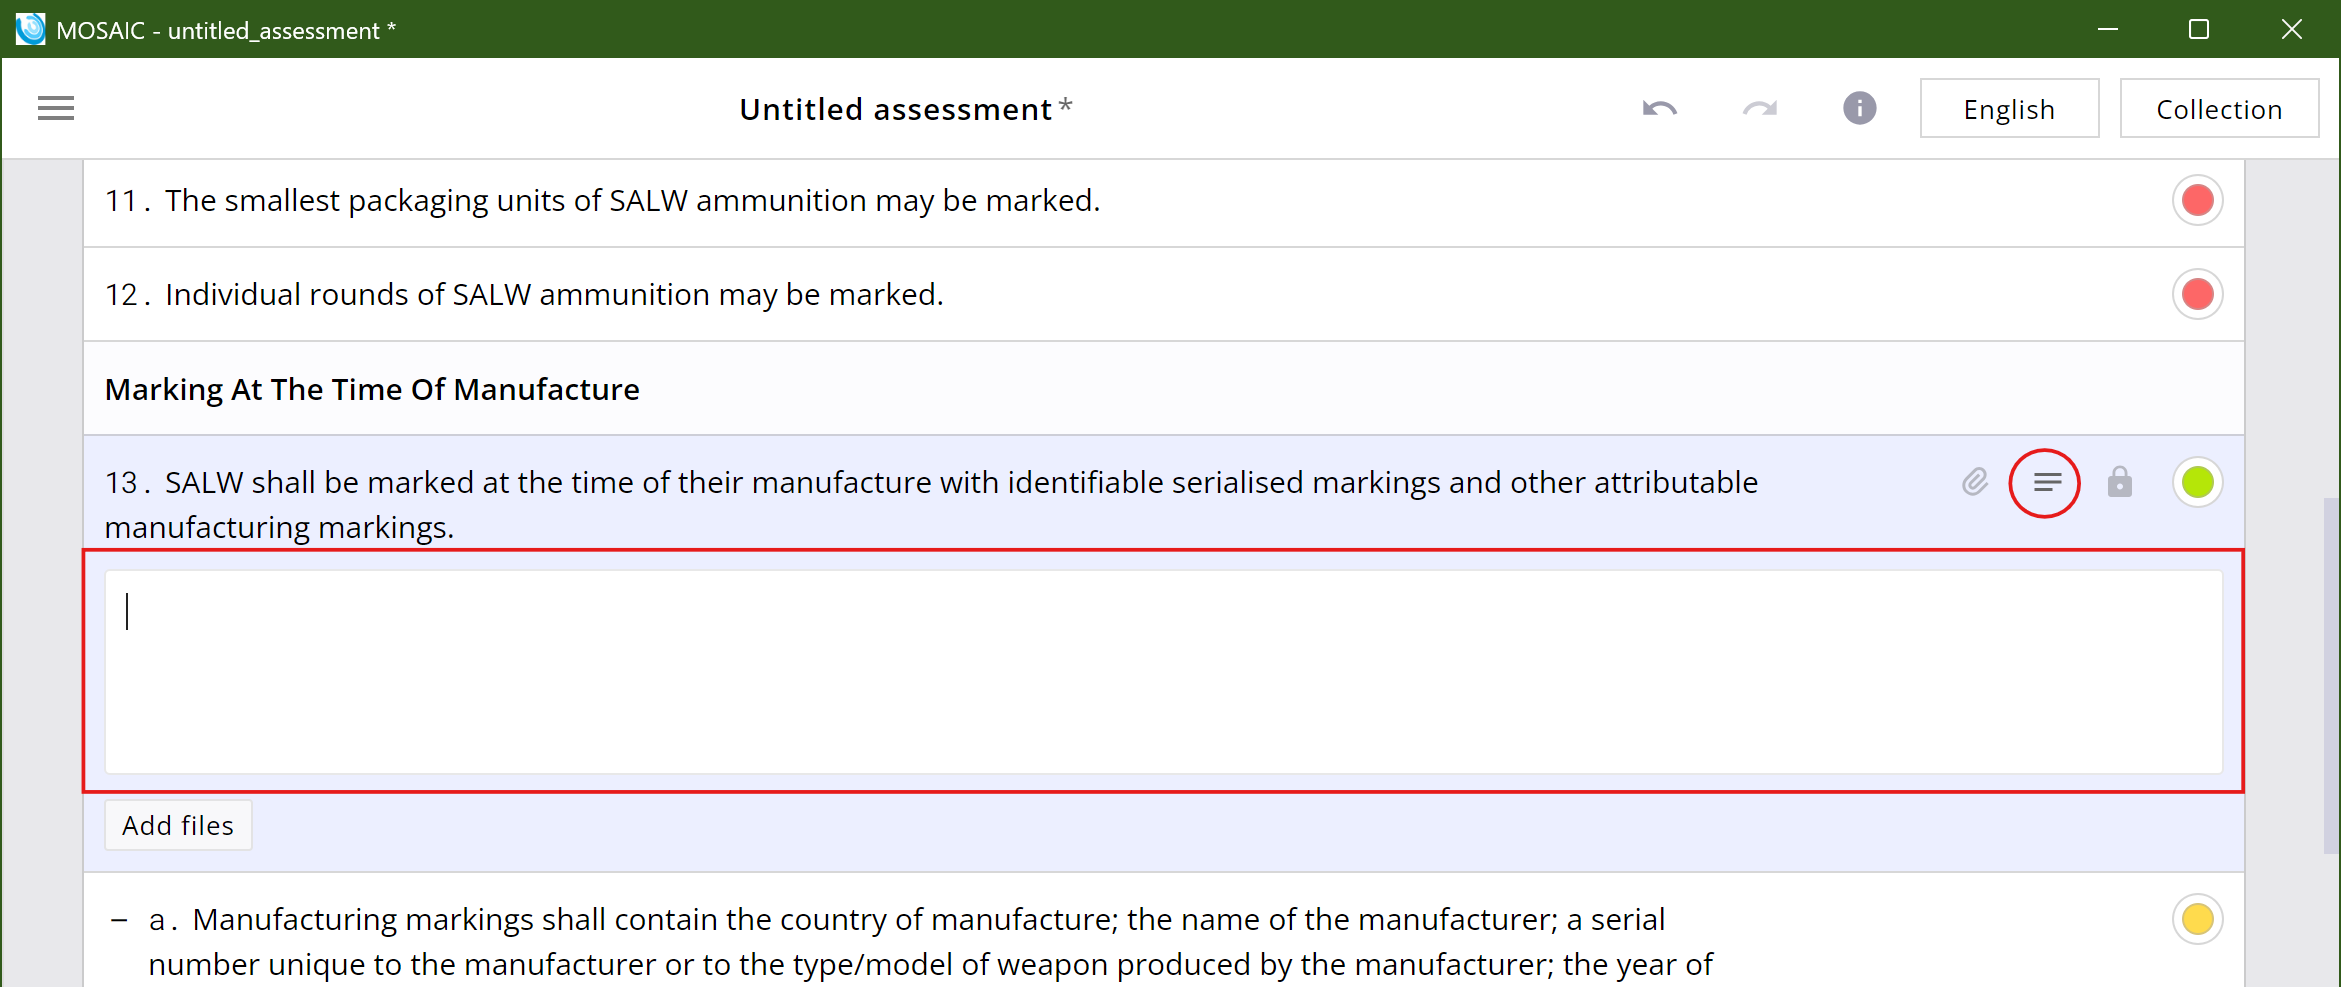 MOSAIC - untitled_assessment *
Untitled assessment*
English
Collection
11. The smallest packaging units of SALW ammunition may be marked.
12. Individual rounds of SALW ammunition may be marked.
Marking At The Time Of Manufacture
13. SALW shall be marked at the time of their manufacture with identifiable serialised markings and other attributable
manufacturing markings.
Add files
– a. Manufacturing markings shall contain the country of manufacture; the name of the manufacturer; a serial
number unique to the manufacturer or to the type/model of weapon produced by the manufacturer; the year of